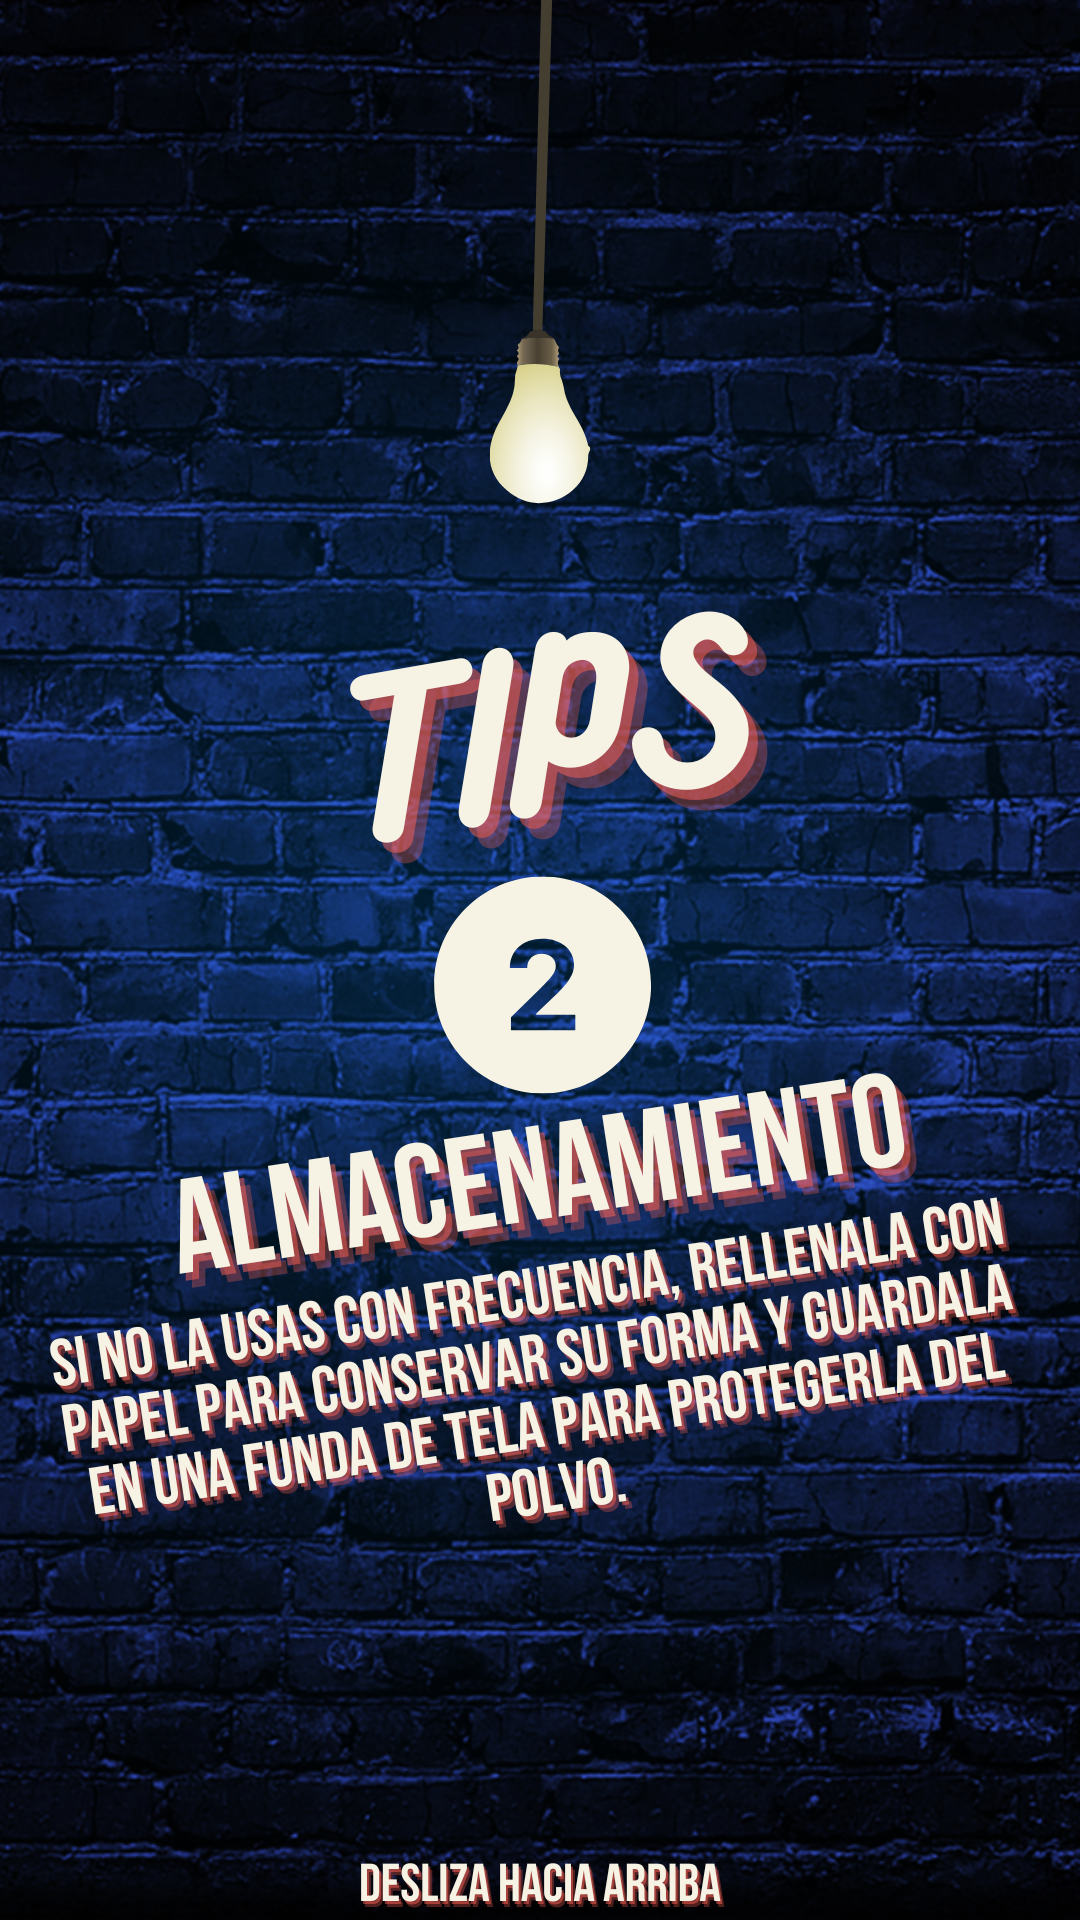 TIPS
2
ALMACENAMIENTO
SI NO LA USAS CON FRECUENCIA, RELLENALA CON
PAPEL PARA CONSERVAR SU FORMA Y GUARDALA
EN UNA FUNDA DE TELA PARA PROTEGERLA DEL
POLVO.
DESLIZA HACIA ARRIBA